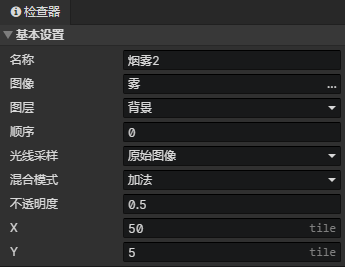 检查器
基本设置
名称 烟雾2
图像 雾 ...
图层 背景
顺序 0
光线采样 原始图像
混合模式 加法
不透明度 0.5
X 50 tile
Y 5 tile